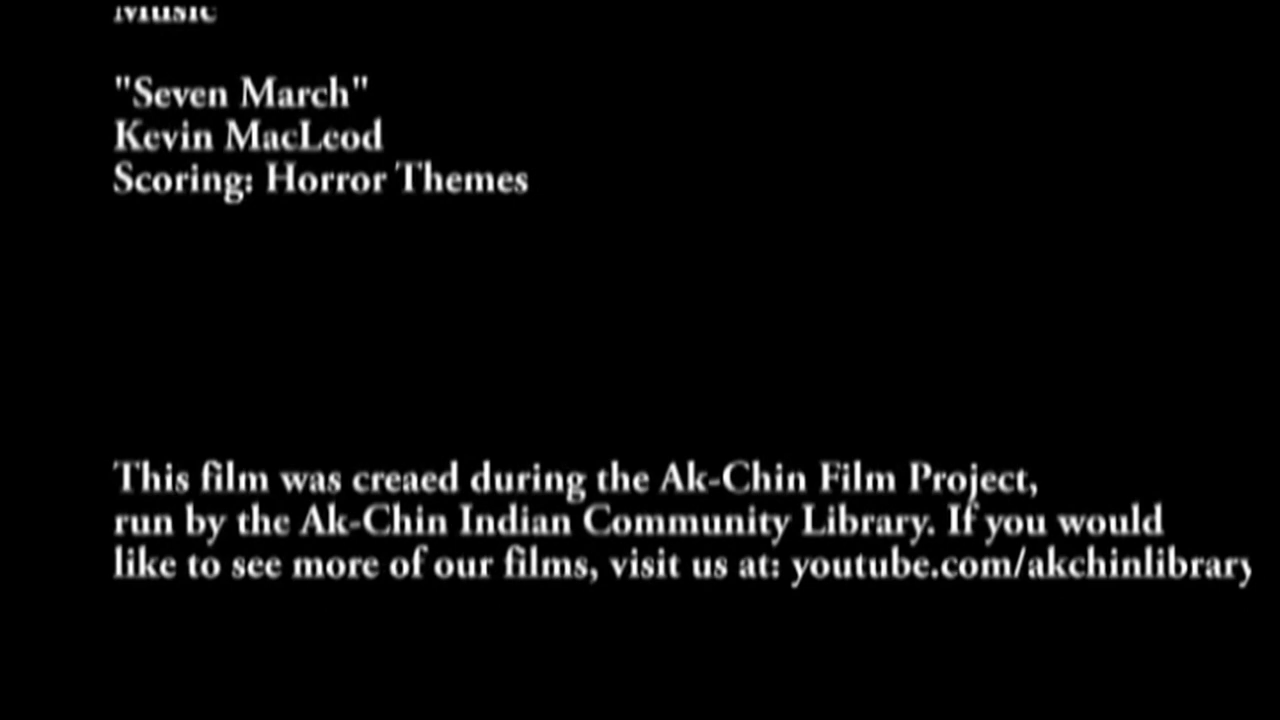 Music
"Seven March"
Kevin MacLeod
Scoring: Horror Themes
This film was creaed during the Ak-Chin Film Project,
run by the Ak-Chin Indian Community Library. If you would
like to see more of our films, visit us at: youtube.com/akchinlibrary